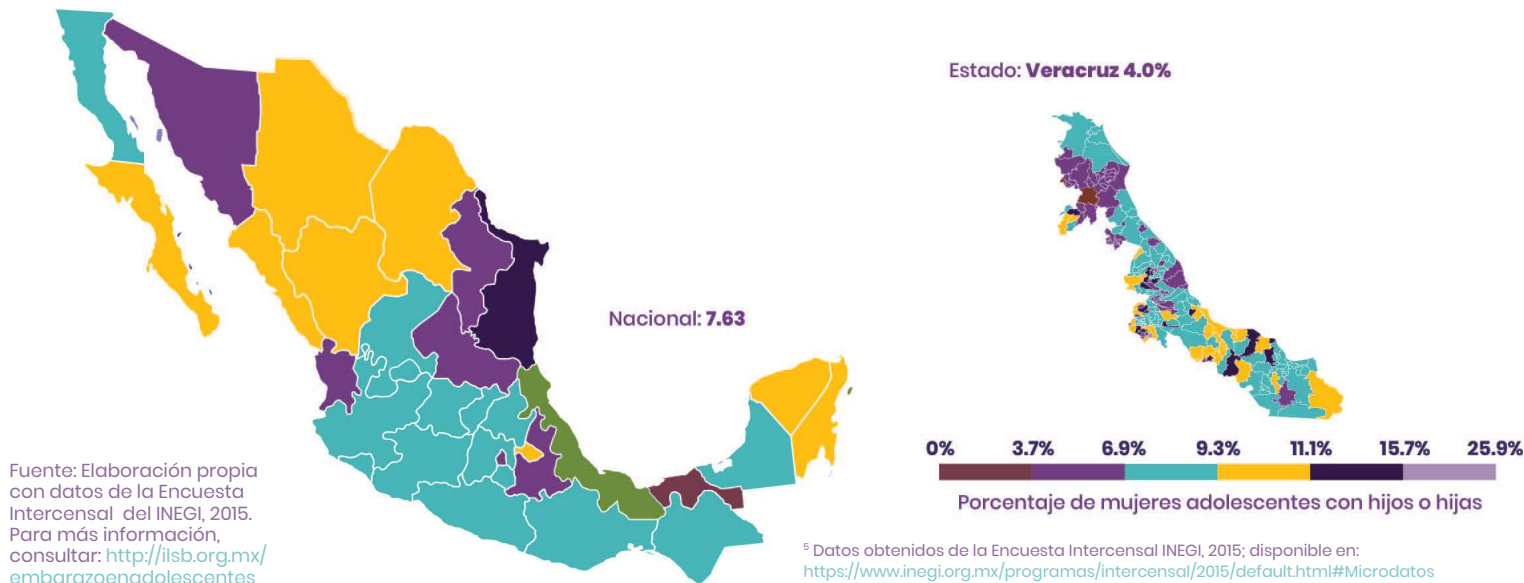 Estado: Veracruz 4.0%
Nacional: 7.63
0% 3.7% 6.9% 9.3% 11.1% 15.7% 25.9%
Porcentaje de mujeres adolescentes con hijos o hijas
Fuente: Elaboración propia
con datos de la Encuesta
Intercensal del INEGI, 2015.
Para más información,
consultar: http://ilsb.org.mx/
embarazoenadolescentes
⁵ Datos obtenidos de la Encuesta Intercensal INEGI, 2015; disponible en:
https://www.inegi.org.mx/programas/intercensal/2015/default.html#Microdatos